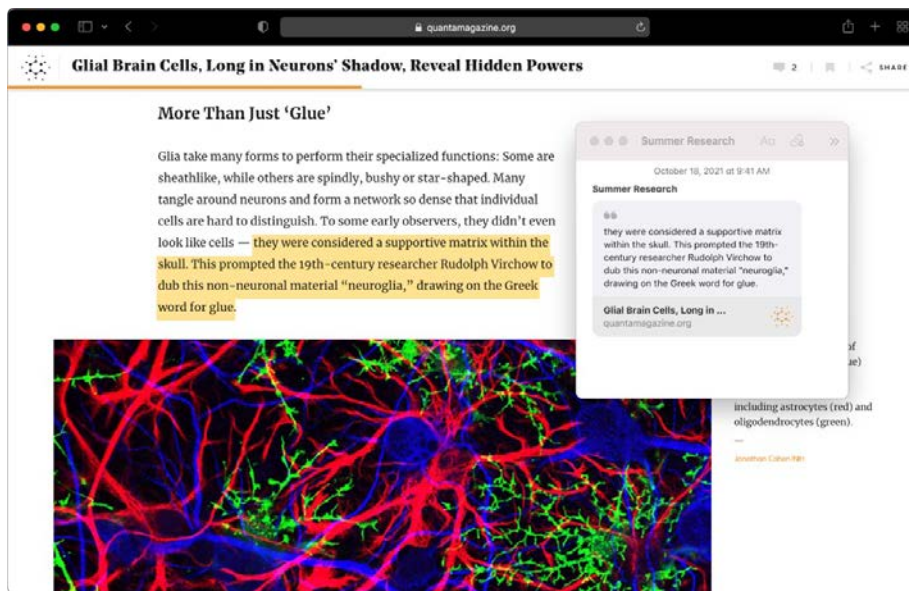 quantamagazine.org
Glial Brain Cells, Long in Neurons’ Shadow, Reveal Hidden Powers
2
SHARE
More Than Just ‘Glue’
Glia take many forms to perform their specialized functions: Some are
sheathlike, while others are spindly, bushy or star-shaped. Many
tangle around neurons and form a network so dense that individual
cells are hard to distinguish. To some early observers, they didn’t even
look like cells — they were considered a supportive matrix within the
skull. This prompted the 19th-century researcher Rudolph Virchow to
dub this non-neuronal material “neuroglia,” drawing on the Greek
word for glue.
Summer Research
Aa
October 18, 2021 at 9:41 AM
Summer Research
they were considered a supportive matrix
within the skull. This prompted the 19th-
century researcher Rudolph Virchow to
dub this non-neuronal material “neuroglia,”
drawing on the Greek word for glue.
Glial Brain Cells, Long in ...
quantamagazine.org
of
including astrocytes (red) and
oligodendrocytes (green).
—
Jonathan Cohen